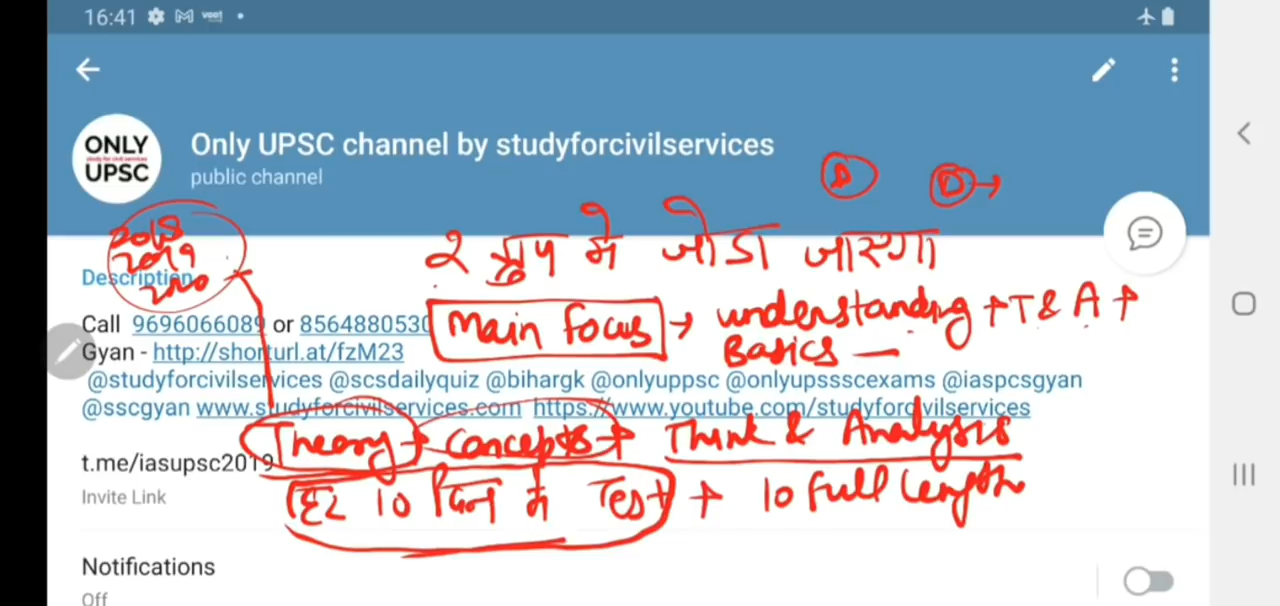 16:41
ONLY
UPSC
Only UPSC channel by studyforcivilservices
public channel
D D →
2018
2019
2020
२ ग्रुप में जोडा जाएगा
Description
Main focus → understanding + T & A +
Basics —
Call 9696066089 or 8564880530
Gyan - http://shorturl.at/fzM23
@studyforcivilservices @scsdailyquiz @bihargk @onlyuppsc @onlyupssscexams @iaspcsgyan
@sscgyan www.studyforcivilservices.com https://www.youtube.com/studyforcivilservices
Theory + concepts + Think & Analysis
t.me/iasupsc2019
Invite Link
हर 10 दिन में Test + 10 full length
Notifications
Off